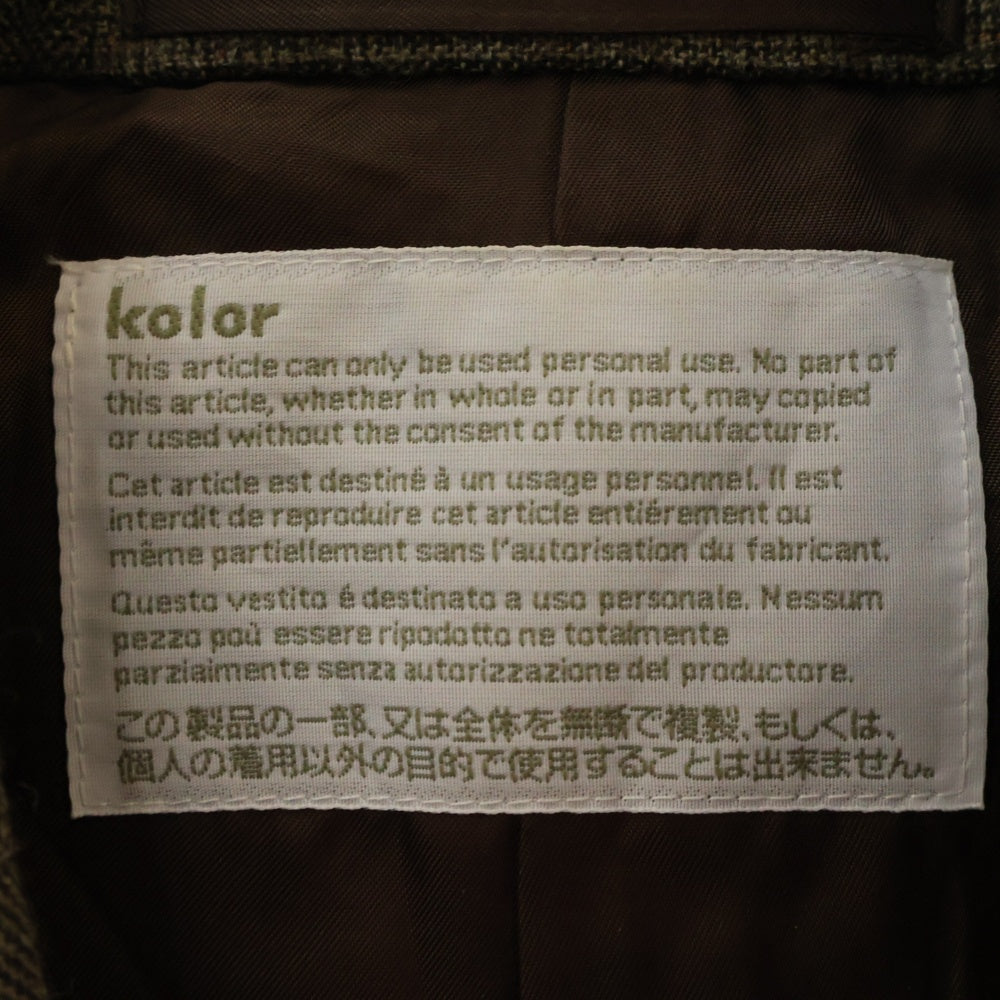 kolor
This article can only be used personal use. No part of
this article, whether in whole or in part, may copied
or used without the consent of the manufacturer.
Cet article est destiné à un usage personnel. Il est
interdit de reproduire cet article entiérement ou
même partiellement sans l'autorisation du fabricant.
Questo vestito é destinato a uso personale. Nessum
pezzo poù essere ripodotto ne totalmente
parziaimente senza autorizzazione del productore.
この製品の一部、又は全体を無断で複製、もしくは、
個人の着用以外の目的で使用することは出来ません。